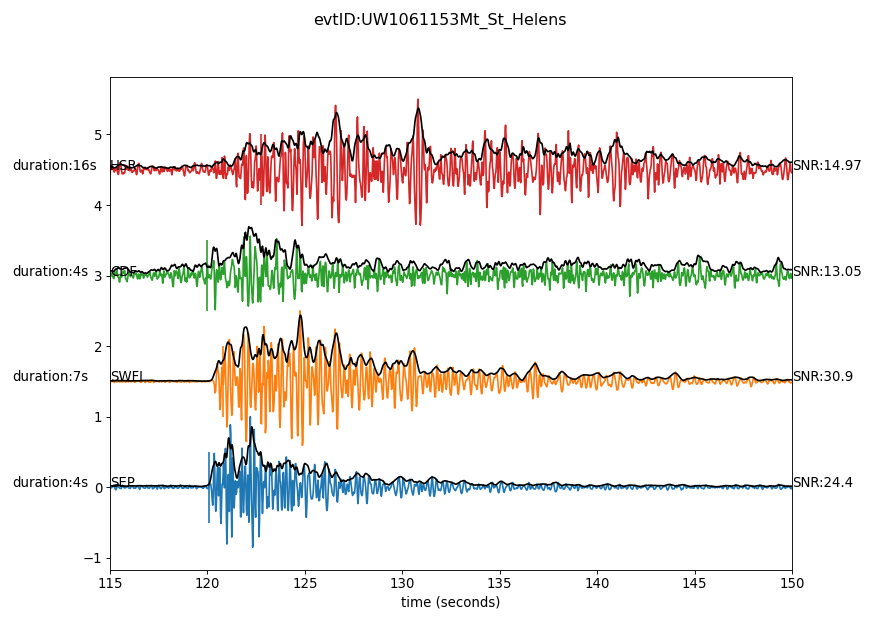 evtID:UW1061153Mt_St_Helens
5
duration:16s HSR SNR:14.97
4
duration:4s CDF SNR:13.05
3
2
duration:7s SWFL SNR:30.9
1
duration:4s SEP SNR:24.4
0
−1
115 120 125 130 135 140 145 150
time (seconds)